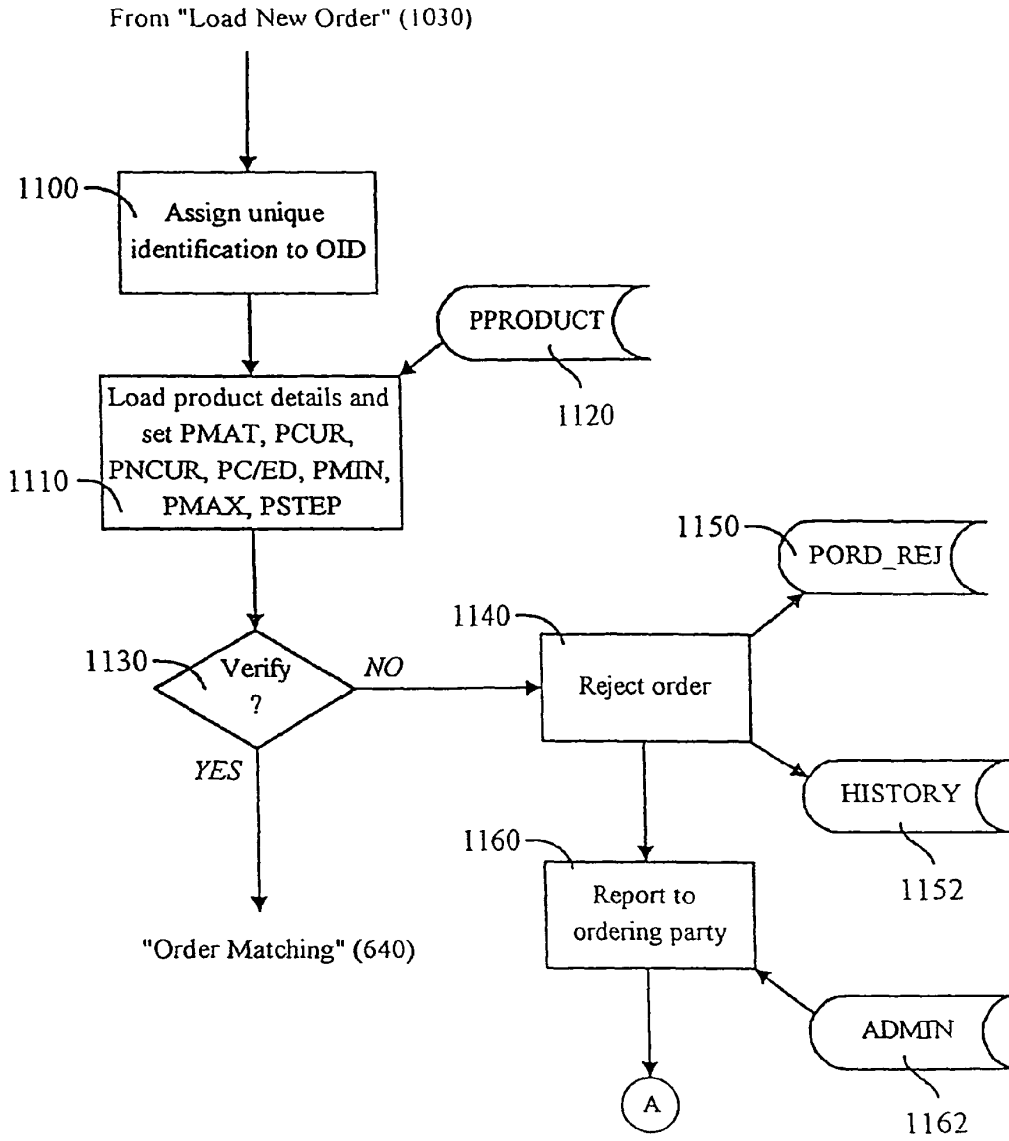 From "Load New Order" (1030)
1100
Assign unique
identification to OID
PPRODUCT
1120
Load product details and
set PMAT, PCUR,
PNCUR, PC/ED, PMIN,
PMAX, PSTEP
1110
1150
PORD_REJ
1140
Reject order
1130
Verify
?
NO
YES
HISTORY
1152
1160
Report to
ordering party
"Order Matching" (640)
ADMIN
1162
A